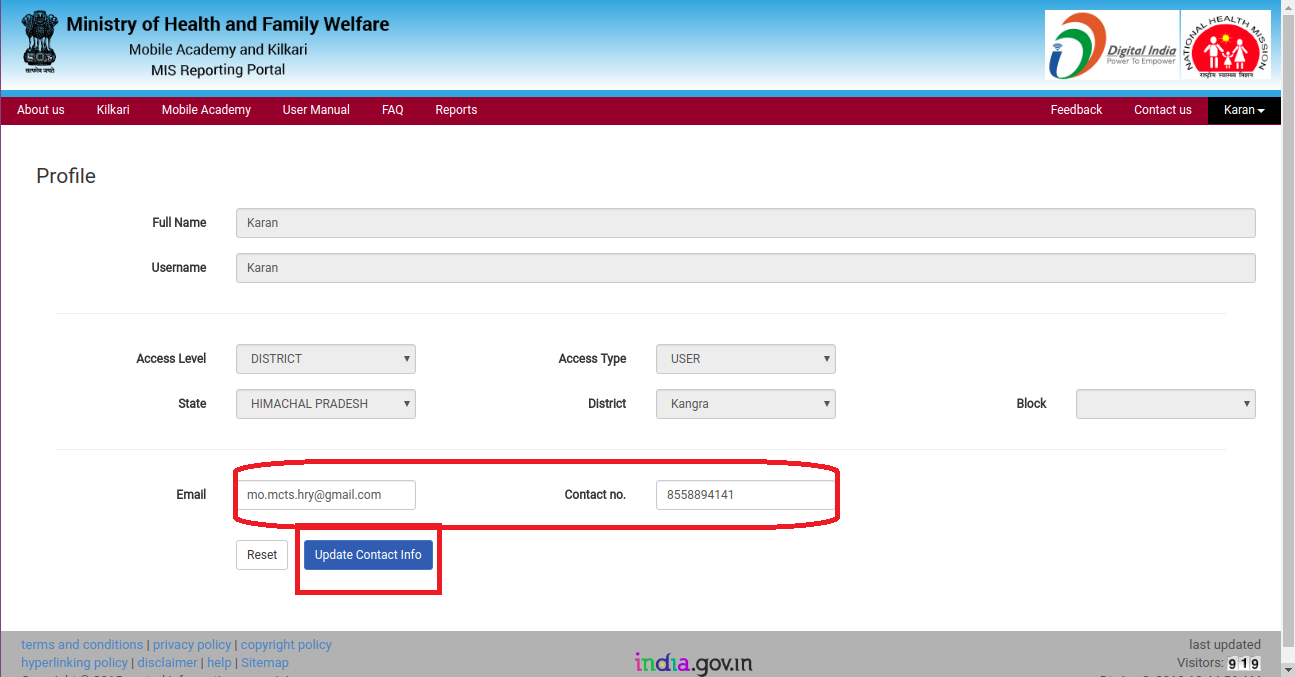 Ministry of Health and Family Welfare
Mobile Academy and Kilkari
MIS Reporting Portal
सत्यमेव जयते
Digital India
Power To Empower
NATIONAL HEALTH MISSION
राष्ट्रीय स्वास्थ्य मिशन
About us Kilkari Mobile Academy User Manual FAQ Reports Feedback Contact us Karan
Profile
Full Name Karan
Username Karan
Access Level DISTRICT Access Type USER
State HIMACHAL PRADESH District Kangra Block
Email mo.mcts.hry@gmail.com Contact no. 8558894141
Reset Update Contact Info
terms and conditions | privacy policy | copyright policy last updated
hyperlinking policy | disclaimer | help | Sitemap india.gov.in Visitors: 919